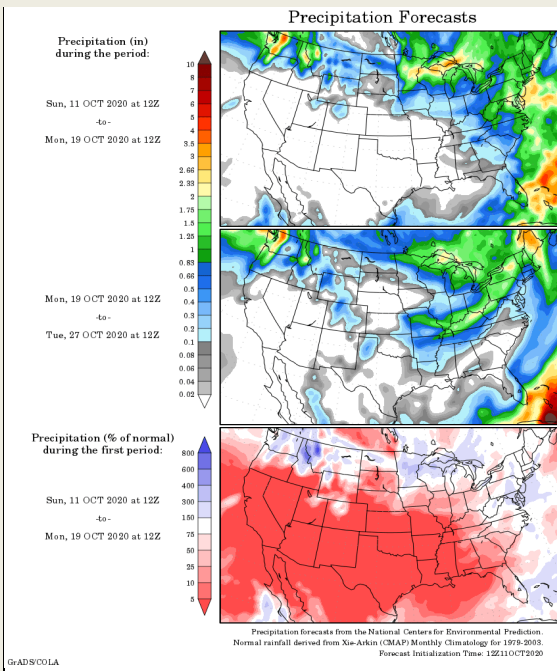 Precipitation Forecasts
Precipitation (in)
during the period:
Sun, 11 OCT 2020 at 12Z
-to-
Mon, 19 OCT 2020 at 12Z
10
8
7
6
5
4
3.5
3
2.66
2.33
2
1.75
1.5
1.25
1
0.83
0.66
0.5
0.4
0.3
0.2
0.1
0.08
0.06
0.04
0.02
Mon, 19 OCT 2020 at 12Z
-to-
Tue, 27 OCT 2020 at 12Z
Precipitation (% of normal)
during the first period:
Sun, 11 OCT 2020 at 12Z
-to-
Mon, 19 OCT 2020 at 12Z
800
600
400
300
150
75
50
25
10
5
Precipitation forecasts from the National Centers for Environmental Prediction.
Normal rainfall derived from Xie-Arkin (CMAP) Monthly Climatology for 1979-2003.
Forecast Initialization Time: 12Z11OCT2020
GrADS/COLA